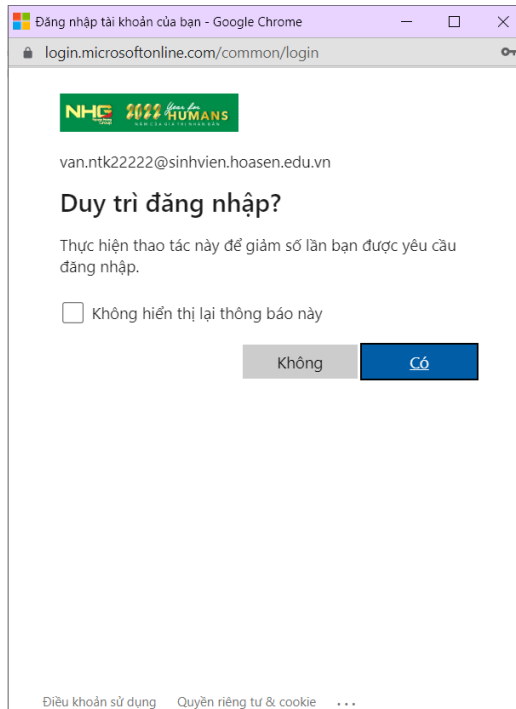 Đăng nhập tài khoản của bạn - Google Chrome
login.microsoftonline.com/common/login
NHG 2022 Year for HUMANS
van.ntk22222@sinhvien.hoasen.edu.vn
Duy trì đăng nhập?
Thực hiện thao tác này để giảm số lần bạn được yêu cầu
đăng nhập.
Không hiển thị lại thông báo này
Không Có
Điều khoản sử dụng Quyền riêng tư & cookie ...